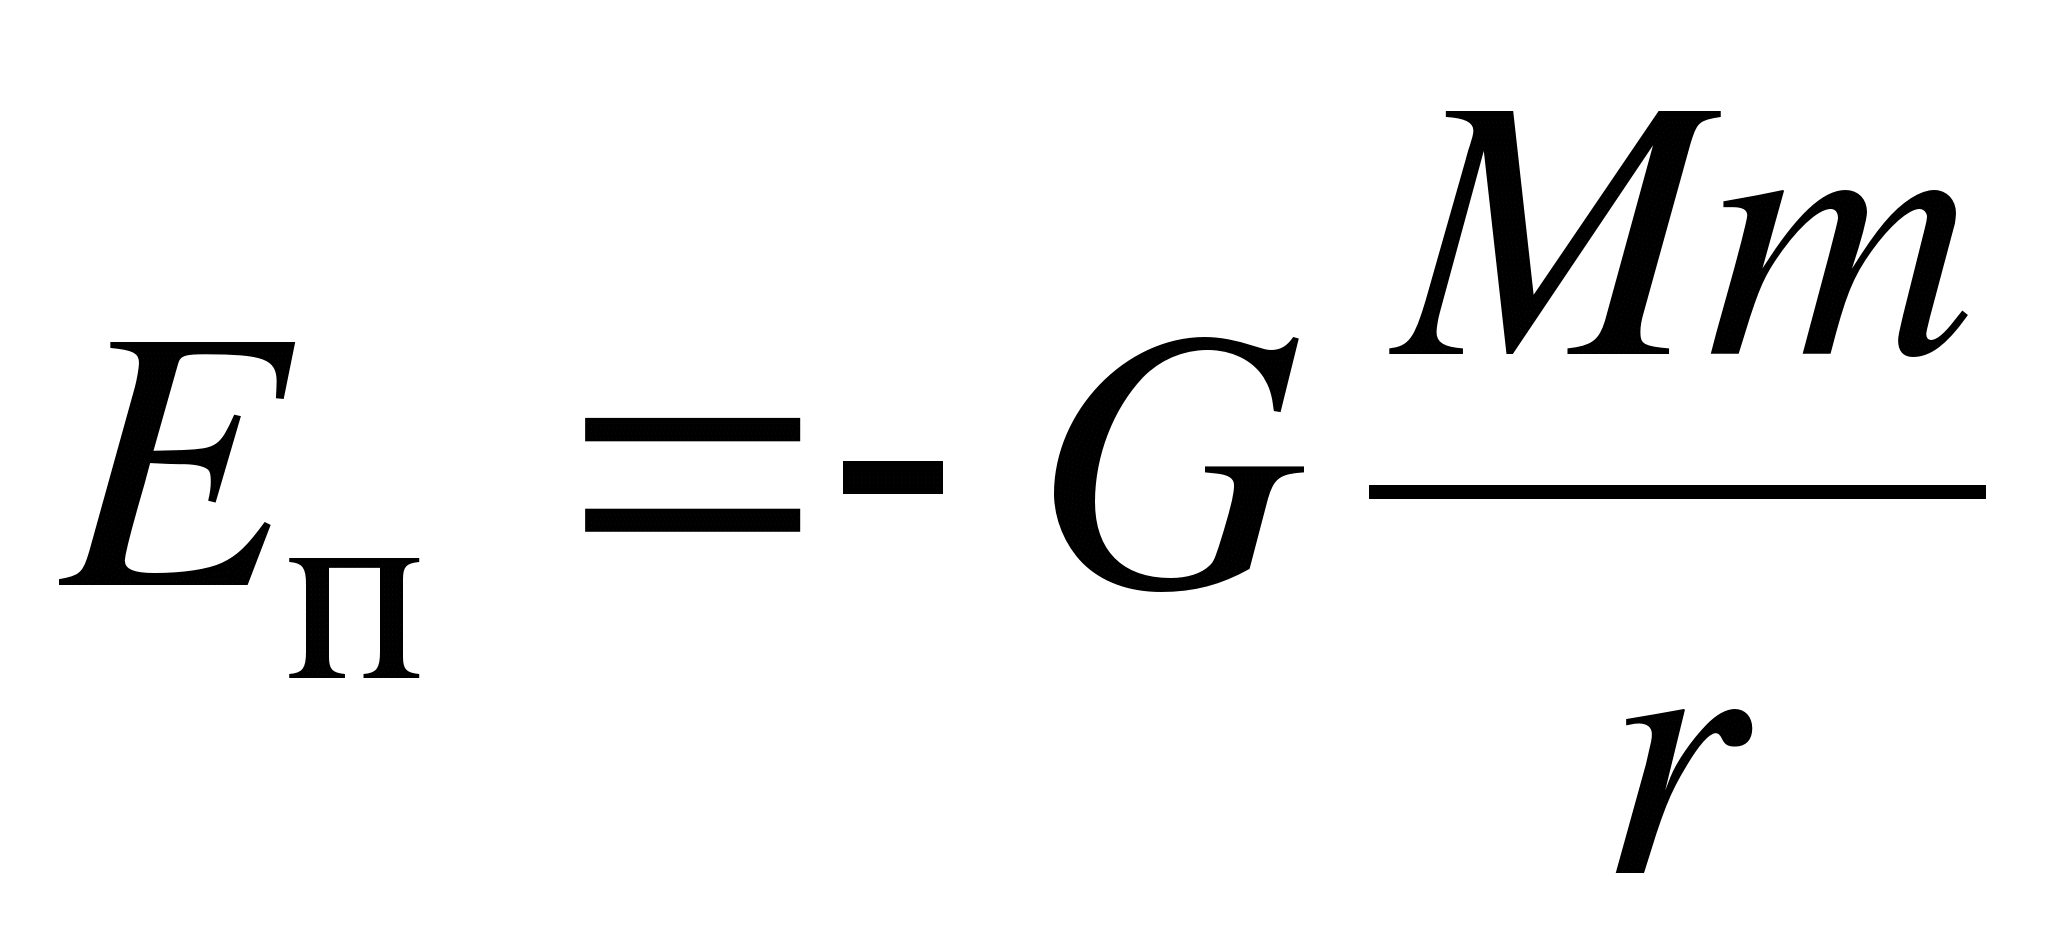 Eп = - G Mm/r